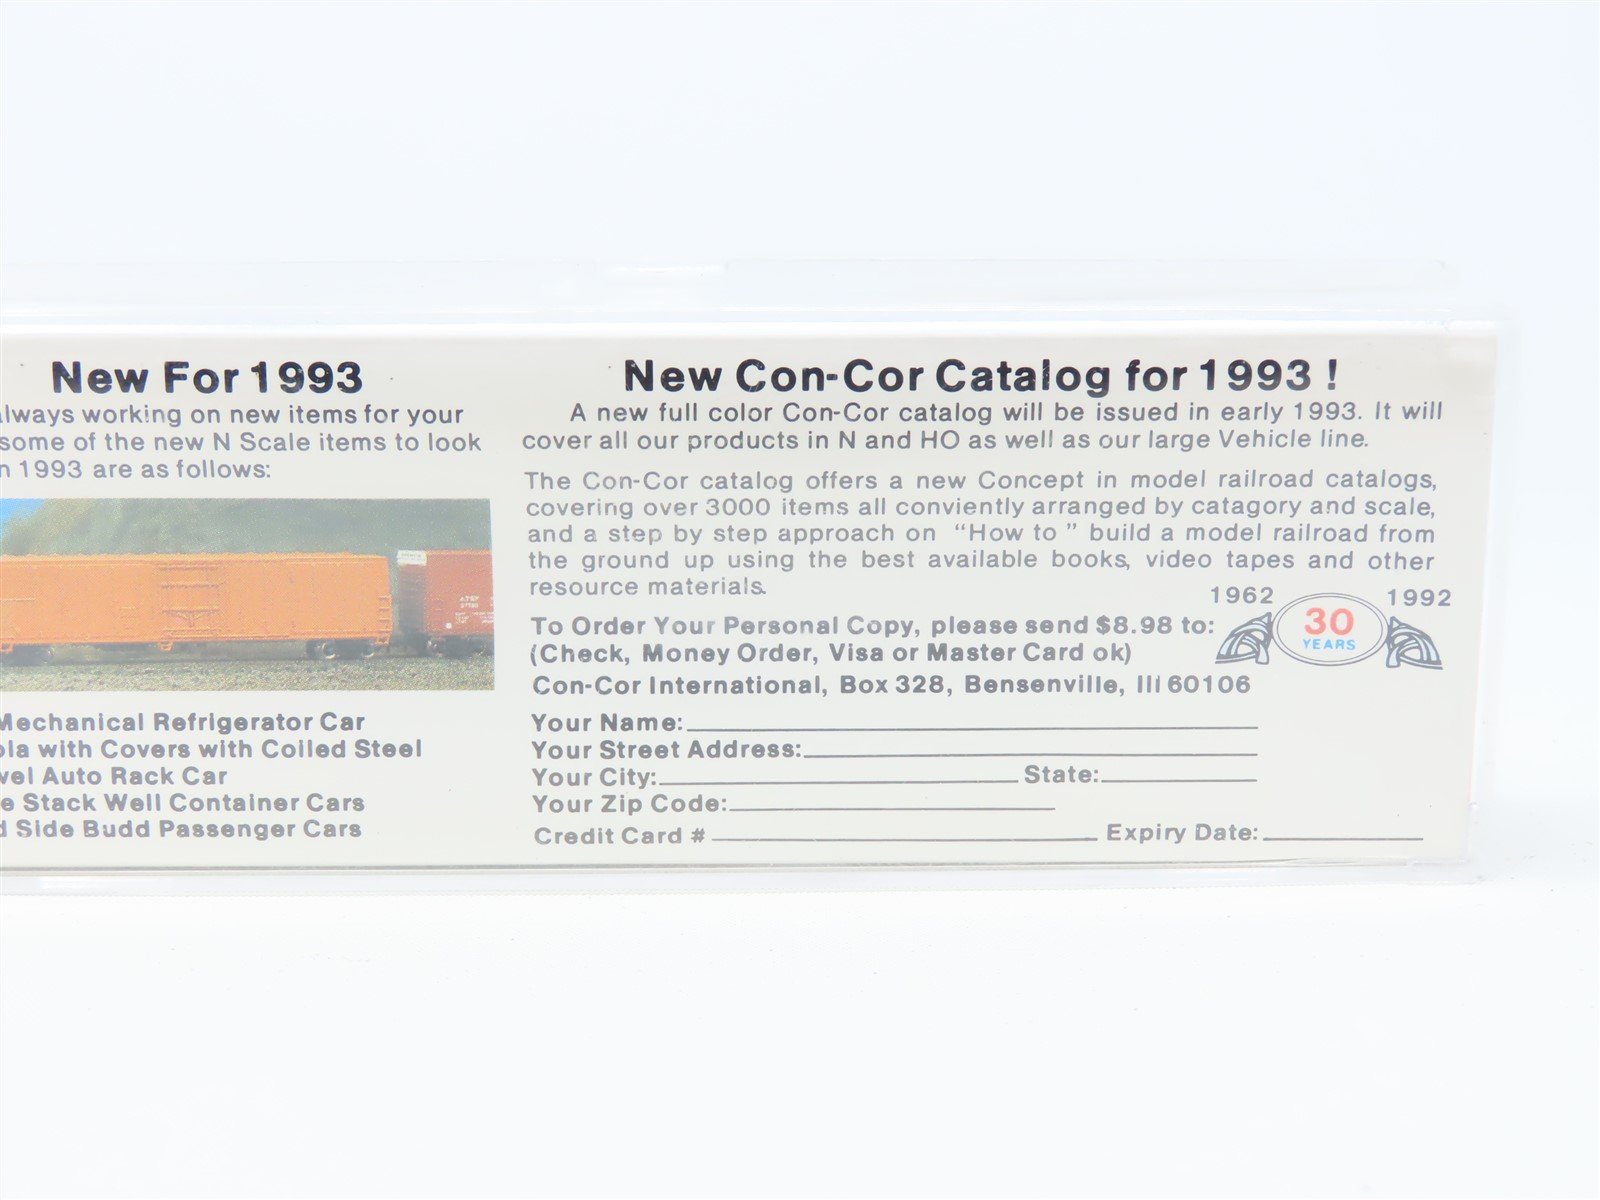 New For 1993
always working on new items for your
some of the new N Scale items to look
n 1993 are as follows:
Mechanical Refrigerator Car
ola with Covers with Coiled Steel
vel Auto Rack Car
e Stack Well Container Cars
d Side Budd Passenger Cars
New Con-Cor Catalog for 1993 !
A new full color Con-Cor catalog will be issued in early 1993. It will
cover all our products in N and HO as well as our large Vehicle line.
The Con-Cor catalog offers a new Concept in model railroad catalogs,
covering over 3000 items all conviently arranged by catagory and scale,
and a step by step approach on "How to " build a model railroad from
the ground up using the best available books, video tapes and other
resource materials.
1962 30 YEARS 1992
To Order Your Personal Copy, please send $8.98 to:
(Check, Money Order, Visa or Master Card ok)
Con-Cor International, Box 328, Bensenville, Ill 60106
Your Name:
Your Street Address:
Your City: State:
Your Zip Code:
Credit Card # Expiry Date: